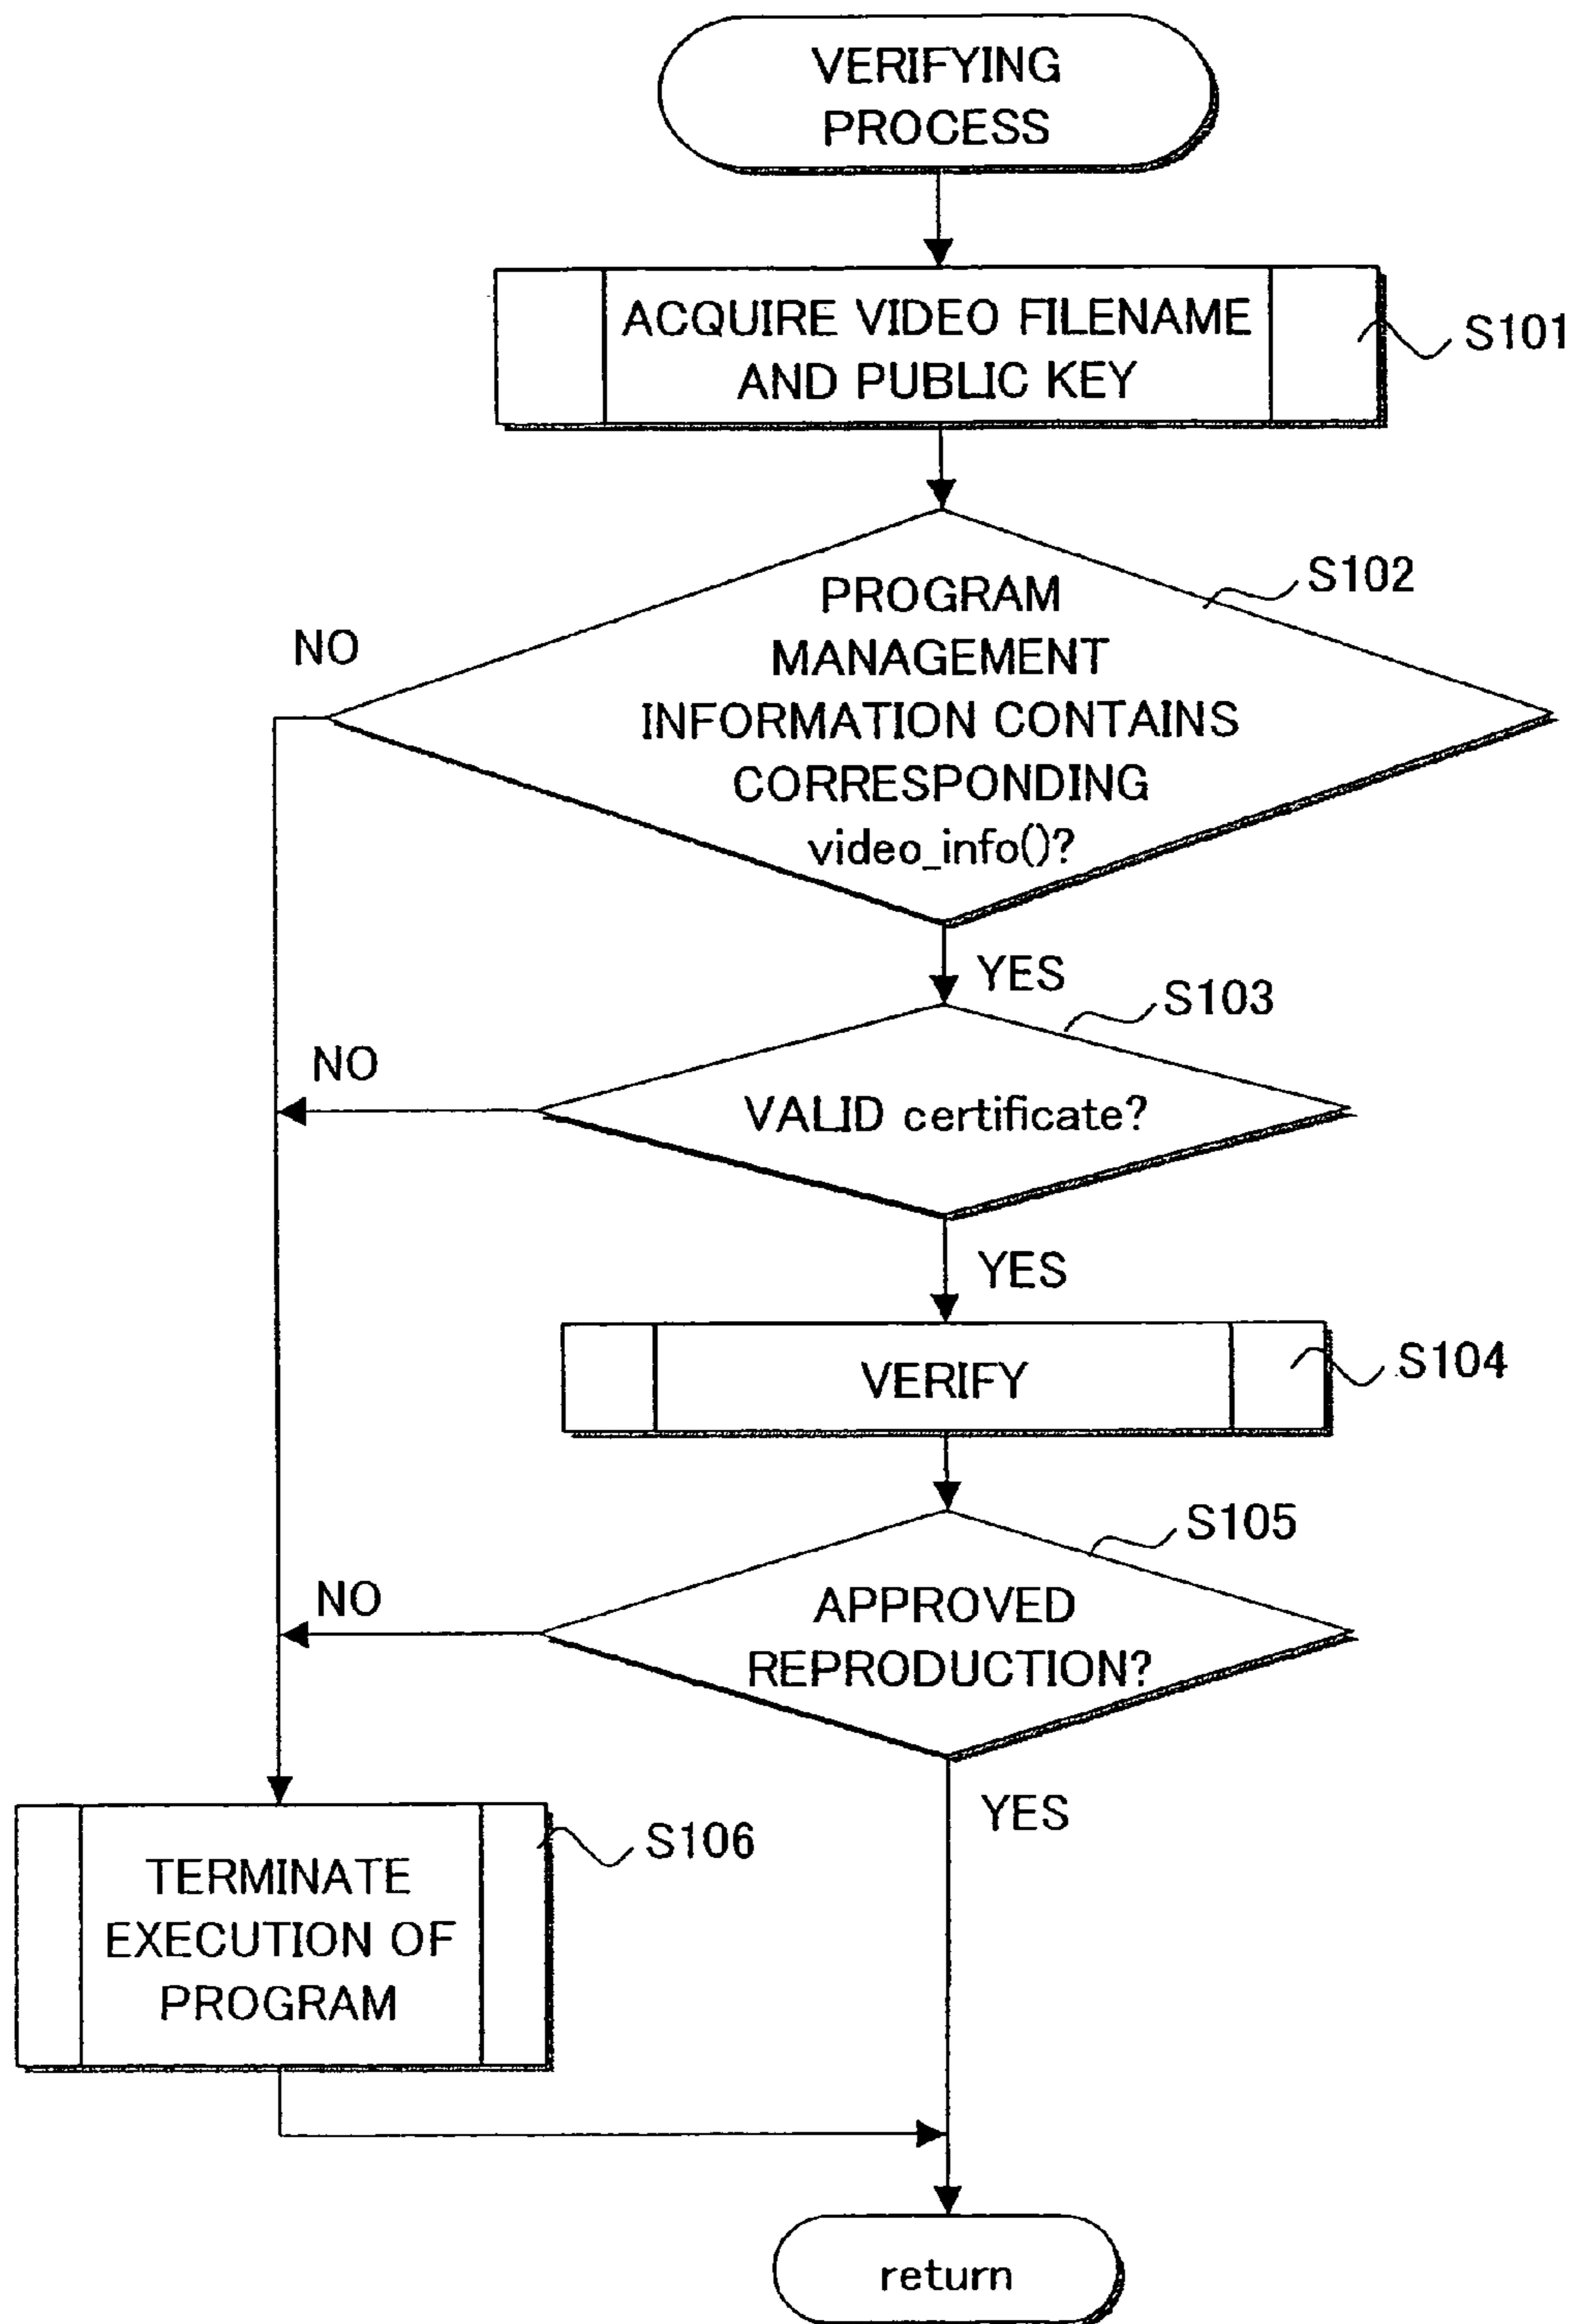 VERIFYING
PROCESS
ACQUIRE VIDEO FILENAME
AND PUBLIC KEY
S101
PROGRAM
MANAGEMENT
INFORMATION CONTAINS
CORRESPONDING
video_info()?
S102
NO
YES
S103
VALID certificate?
NO
YES
VERIFY
S104
S105
APPROVED
REPRODUCTION?
NO
YES
TERMINATE
EXECUTION OF
PROGRAM
S106
return